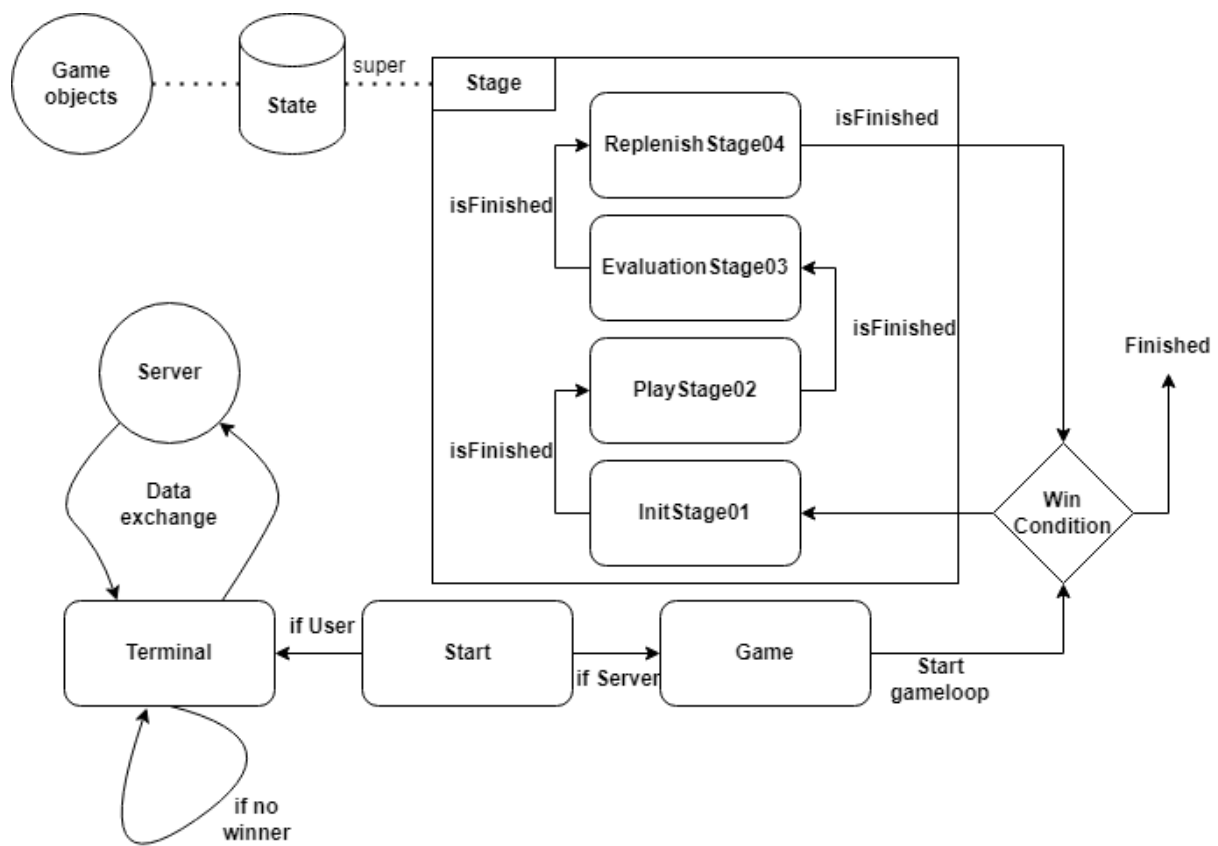 Game
objects
State
super
Stage
ReplenishStage04
isFinished
isFinished
EvaluationStage03
isFinished
PlayStage02
isFinished
InitStage01
Win
Condition
Finished
Server
Data
exchange
Terminal
if User
Start
if Server
Game
Start
gameloop
if no
winner